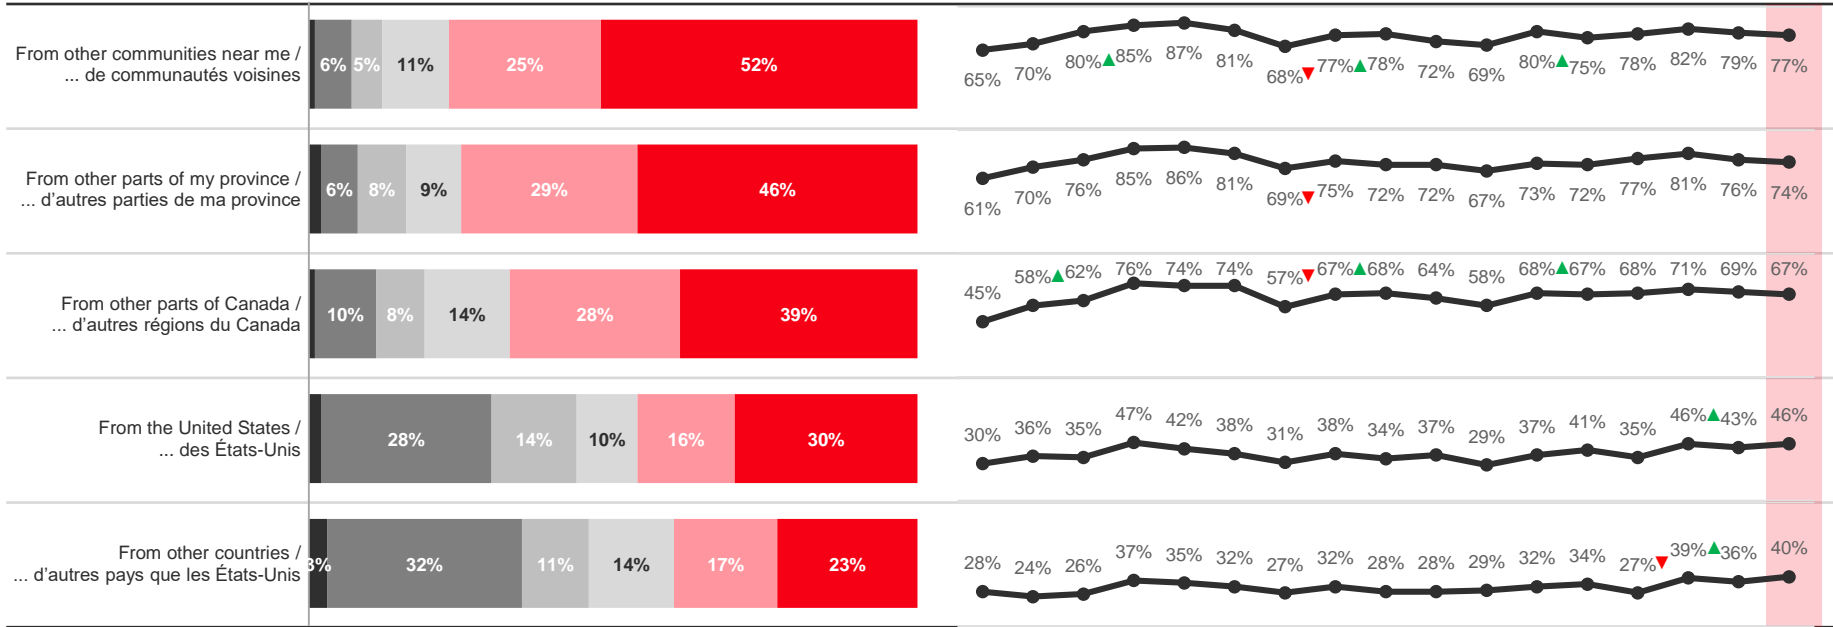 From other communities near me /
... de communautés voisines
6% 5% 11% 25% 52%
65% 70% 80%▲85% 87% 81% 68%▼77%▲78% 72% 69% 80%▲75% 78% 82% 79% 77%
From other parts of my province /
... d'autres parties de ma province
6% 8% 9% 29% 46%
61% 70% 76% 85% 86% 81% 69%▼75% 72% 72% 67% 73% 72% 77% 81% 76% 74%
From other parts of Canada /
... d'autres régions du Canada
10% 8% 14% 28% 39%
45% 58%▲62% 76% 74% 74% 57%▼67%▲68% 64% 58% 68%▲67% 68% 71% 69% 67%
From the United States /
... des États-Unis
28% 14% 10% 16% 30%
30% 36% 35% 47% 42% 38% 31% 38% 34% 37% 29% 37% 41% 35% 46%▲43% 46%
From other countries /
... d'autres pays que les États-Unis
3% 32% 11% 14% 17% 23%
28% 24% 26% 37% 35% 32% 27% 32% 28% 28% 29% 32% 34% 27%▼39%▲36% 40%